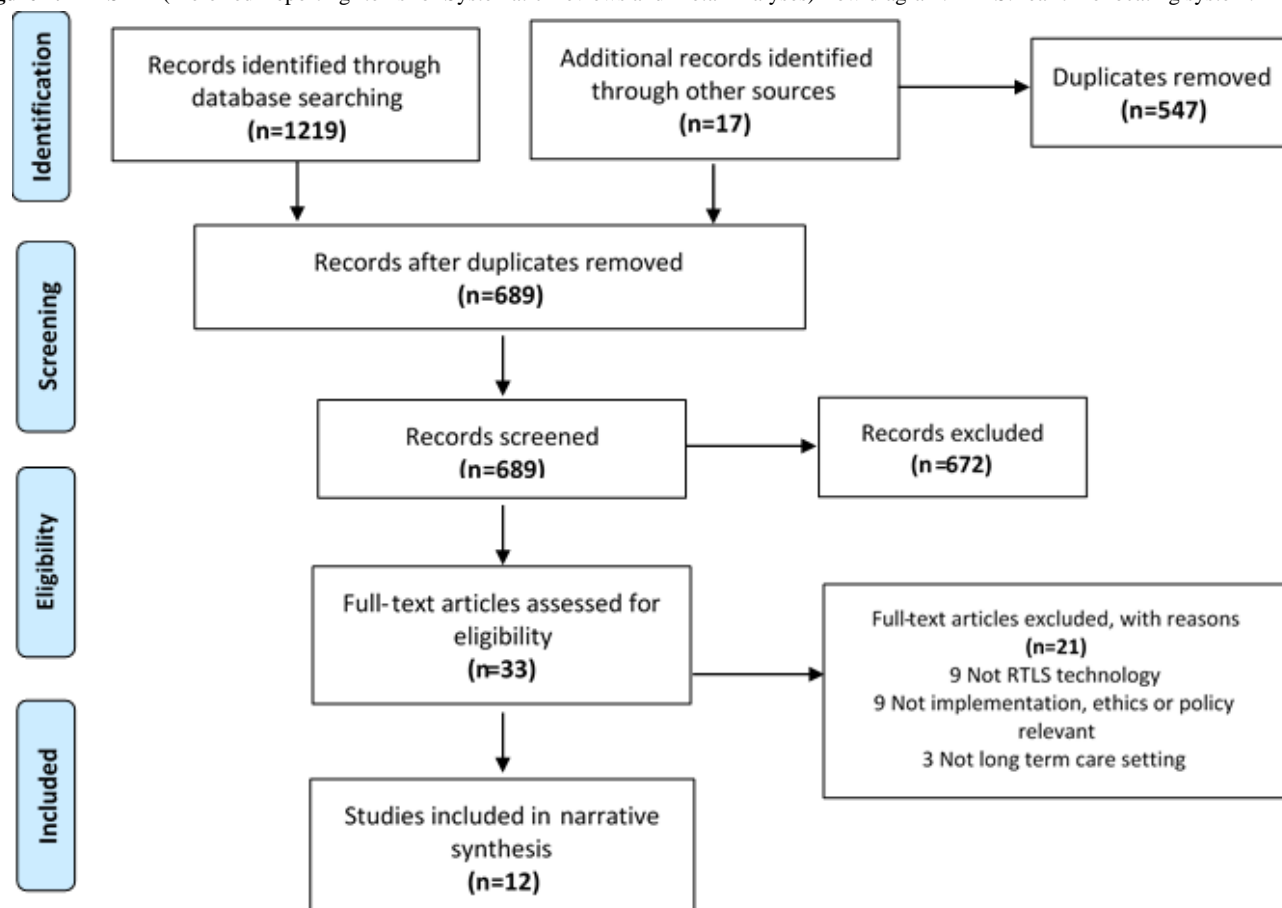 Identification
Records identified through
database searching
(n=1219)
Additional records identified
through other sources
(n=17)
Duplicates removed
(n=547)
Screening
Records after duplicates removed
(n=689)
Records screened
(n=689)
Records excluded
(n=672)
Eligibility
Full-text articles assessed for
eligibility
(n=33)
Full-text articles excluded, with reasons
(n=21)
9 Not RTLS technology
9 Not implementation, ethics or policy
relevant
3 Not long term care setting
Included
Studies included in narrative
synthesis
(n=12)